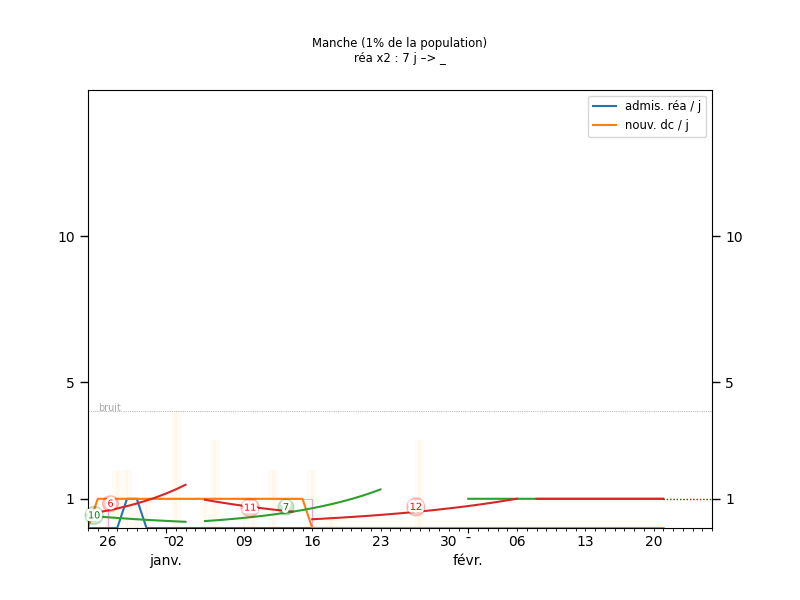 Manche (1% de la population)
réa x2 : 7 j –> _
admis. réa / j
nouv. dc / j
10 10
5 5
bruit
1 1
6 11 7 12
10
26 02 09 16 23 30 06 13 20
janv. févr.